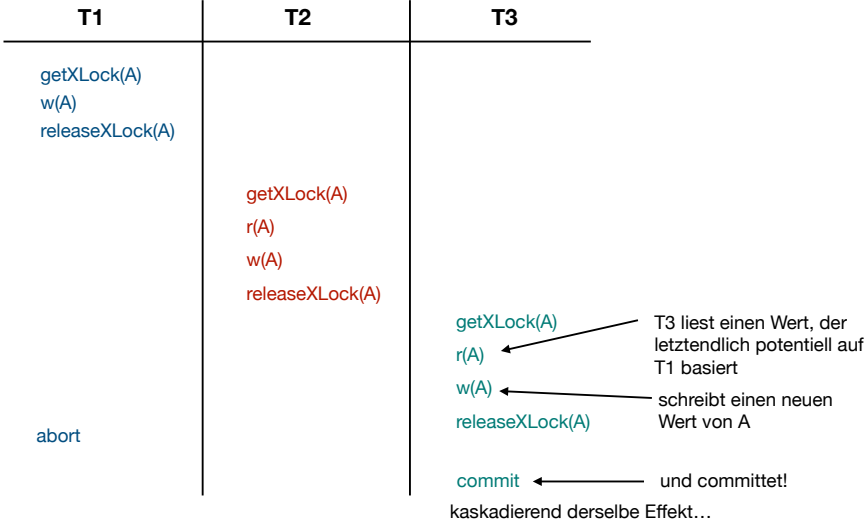 T1
T2
T3
getXLock(A)
w(A)
releaseXLock(A)
getXLock(A)
r(A)
w(A)
releaseXLock(A)
getXLock(A)
r(A)
w(A)
releaseXLock(A)
T3 liest einen Wert, der
letztendlich potentiell auf
T1 basiert
schreibt einen neuen
Wert von A
abort
commit
und committet!
kaskadierend derselbe Effekt…